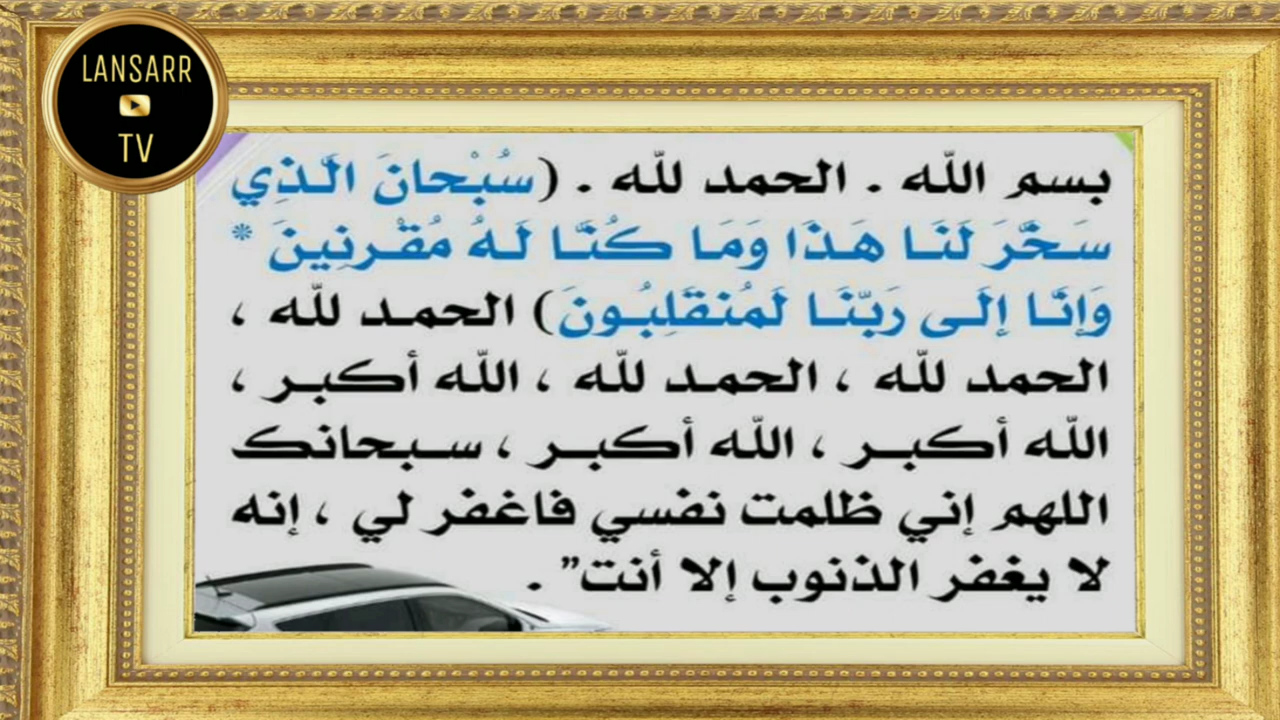 LANSARR
TV
بسم الله . الحمد لله . (سُبْحانَ الَّذِي
سَخَّرَ لَنَا هَذَا وَمَا كُنَّا لَهُ مُقْرِنِينَ *
وَإِنَّا إِلَى رَبِّنَا لَمُنقَلِبُونَ) الحمد لله ،
الحمد لله ، الحمد لله ، الله أكبر ،
الله أكبر ، الله أكبر ، سبحانك
اللهم إني ظلمت نفسي فاغفر لي ، إنه
لا يغفر الذنوب إلا أنت" .